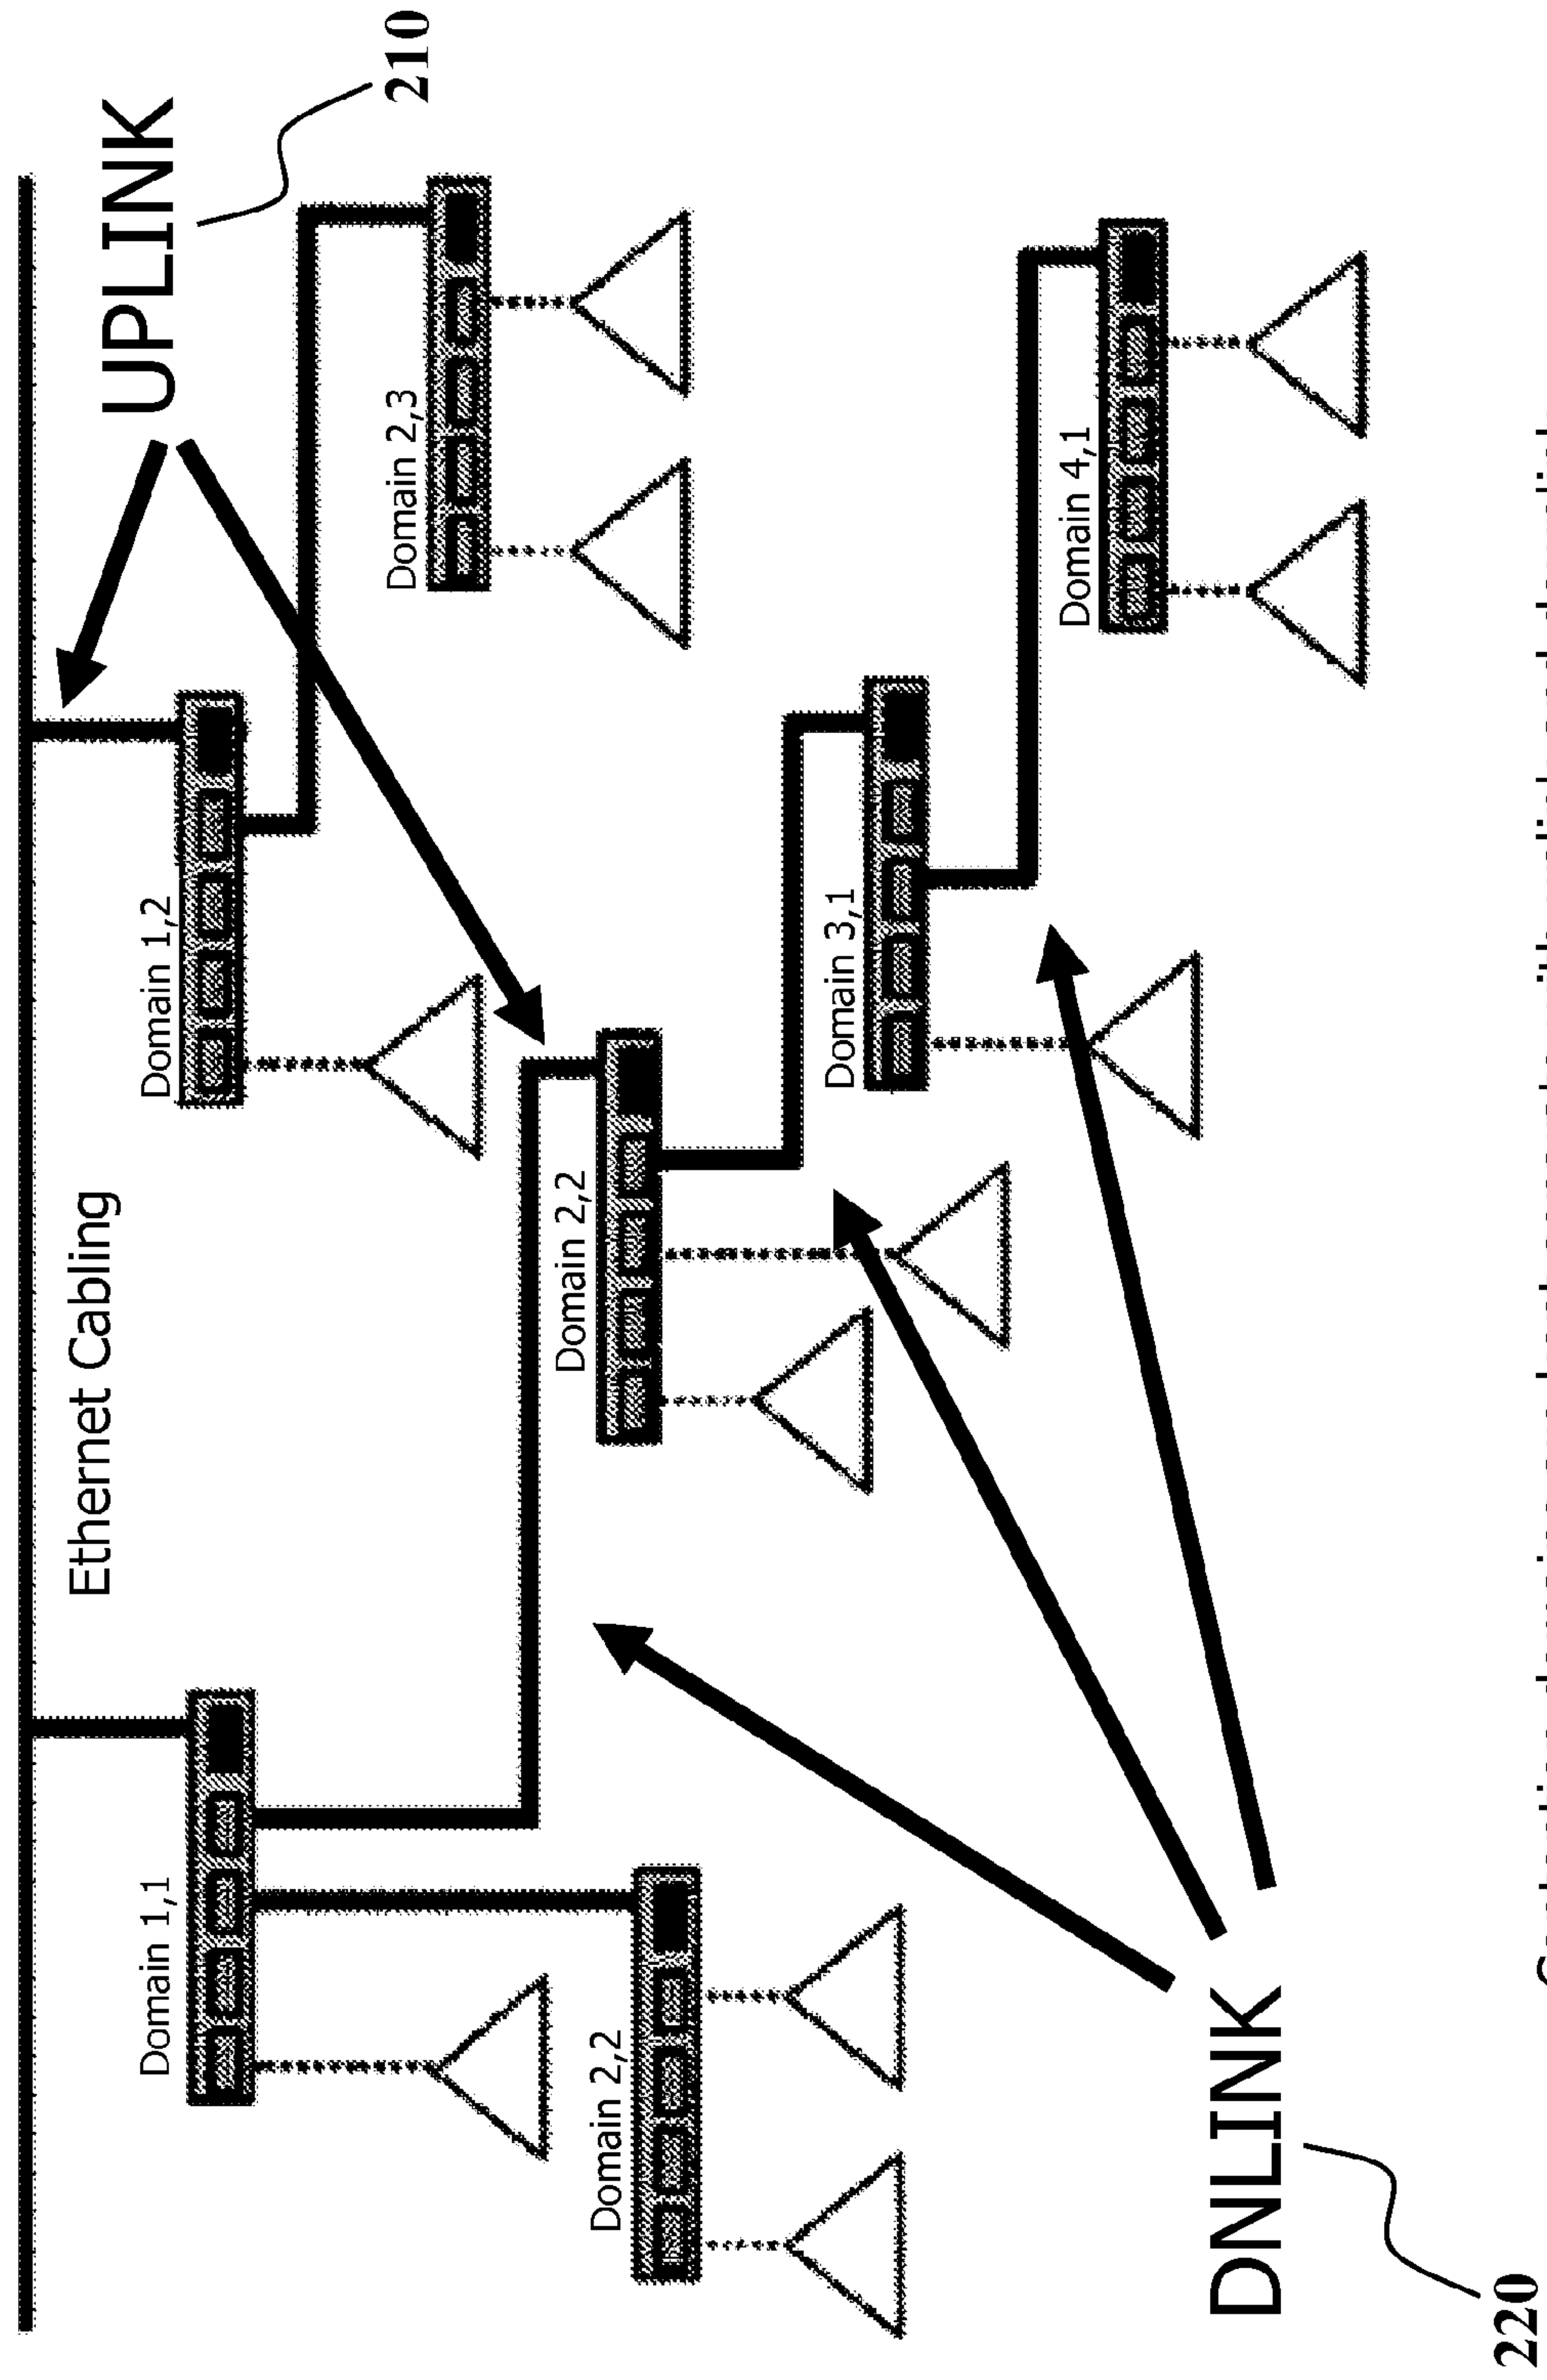 Ethernet Cabling
UPLINK
Domain 1,1
Domain 1,2
Domain 2,3
210
Domain 2,2
Domain 2,2
Domain 3,1
Domain 4,1
DNLINK
220